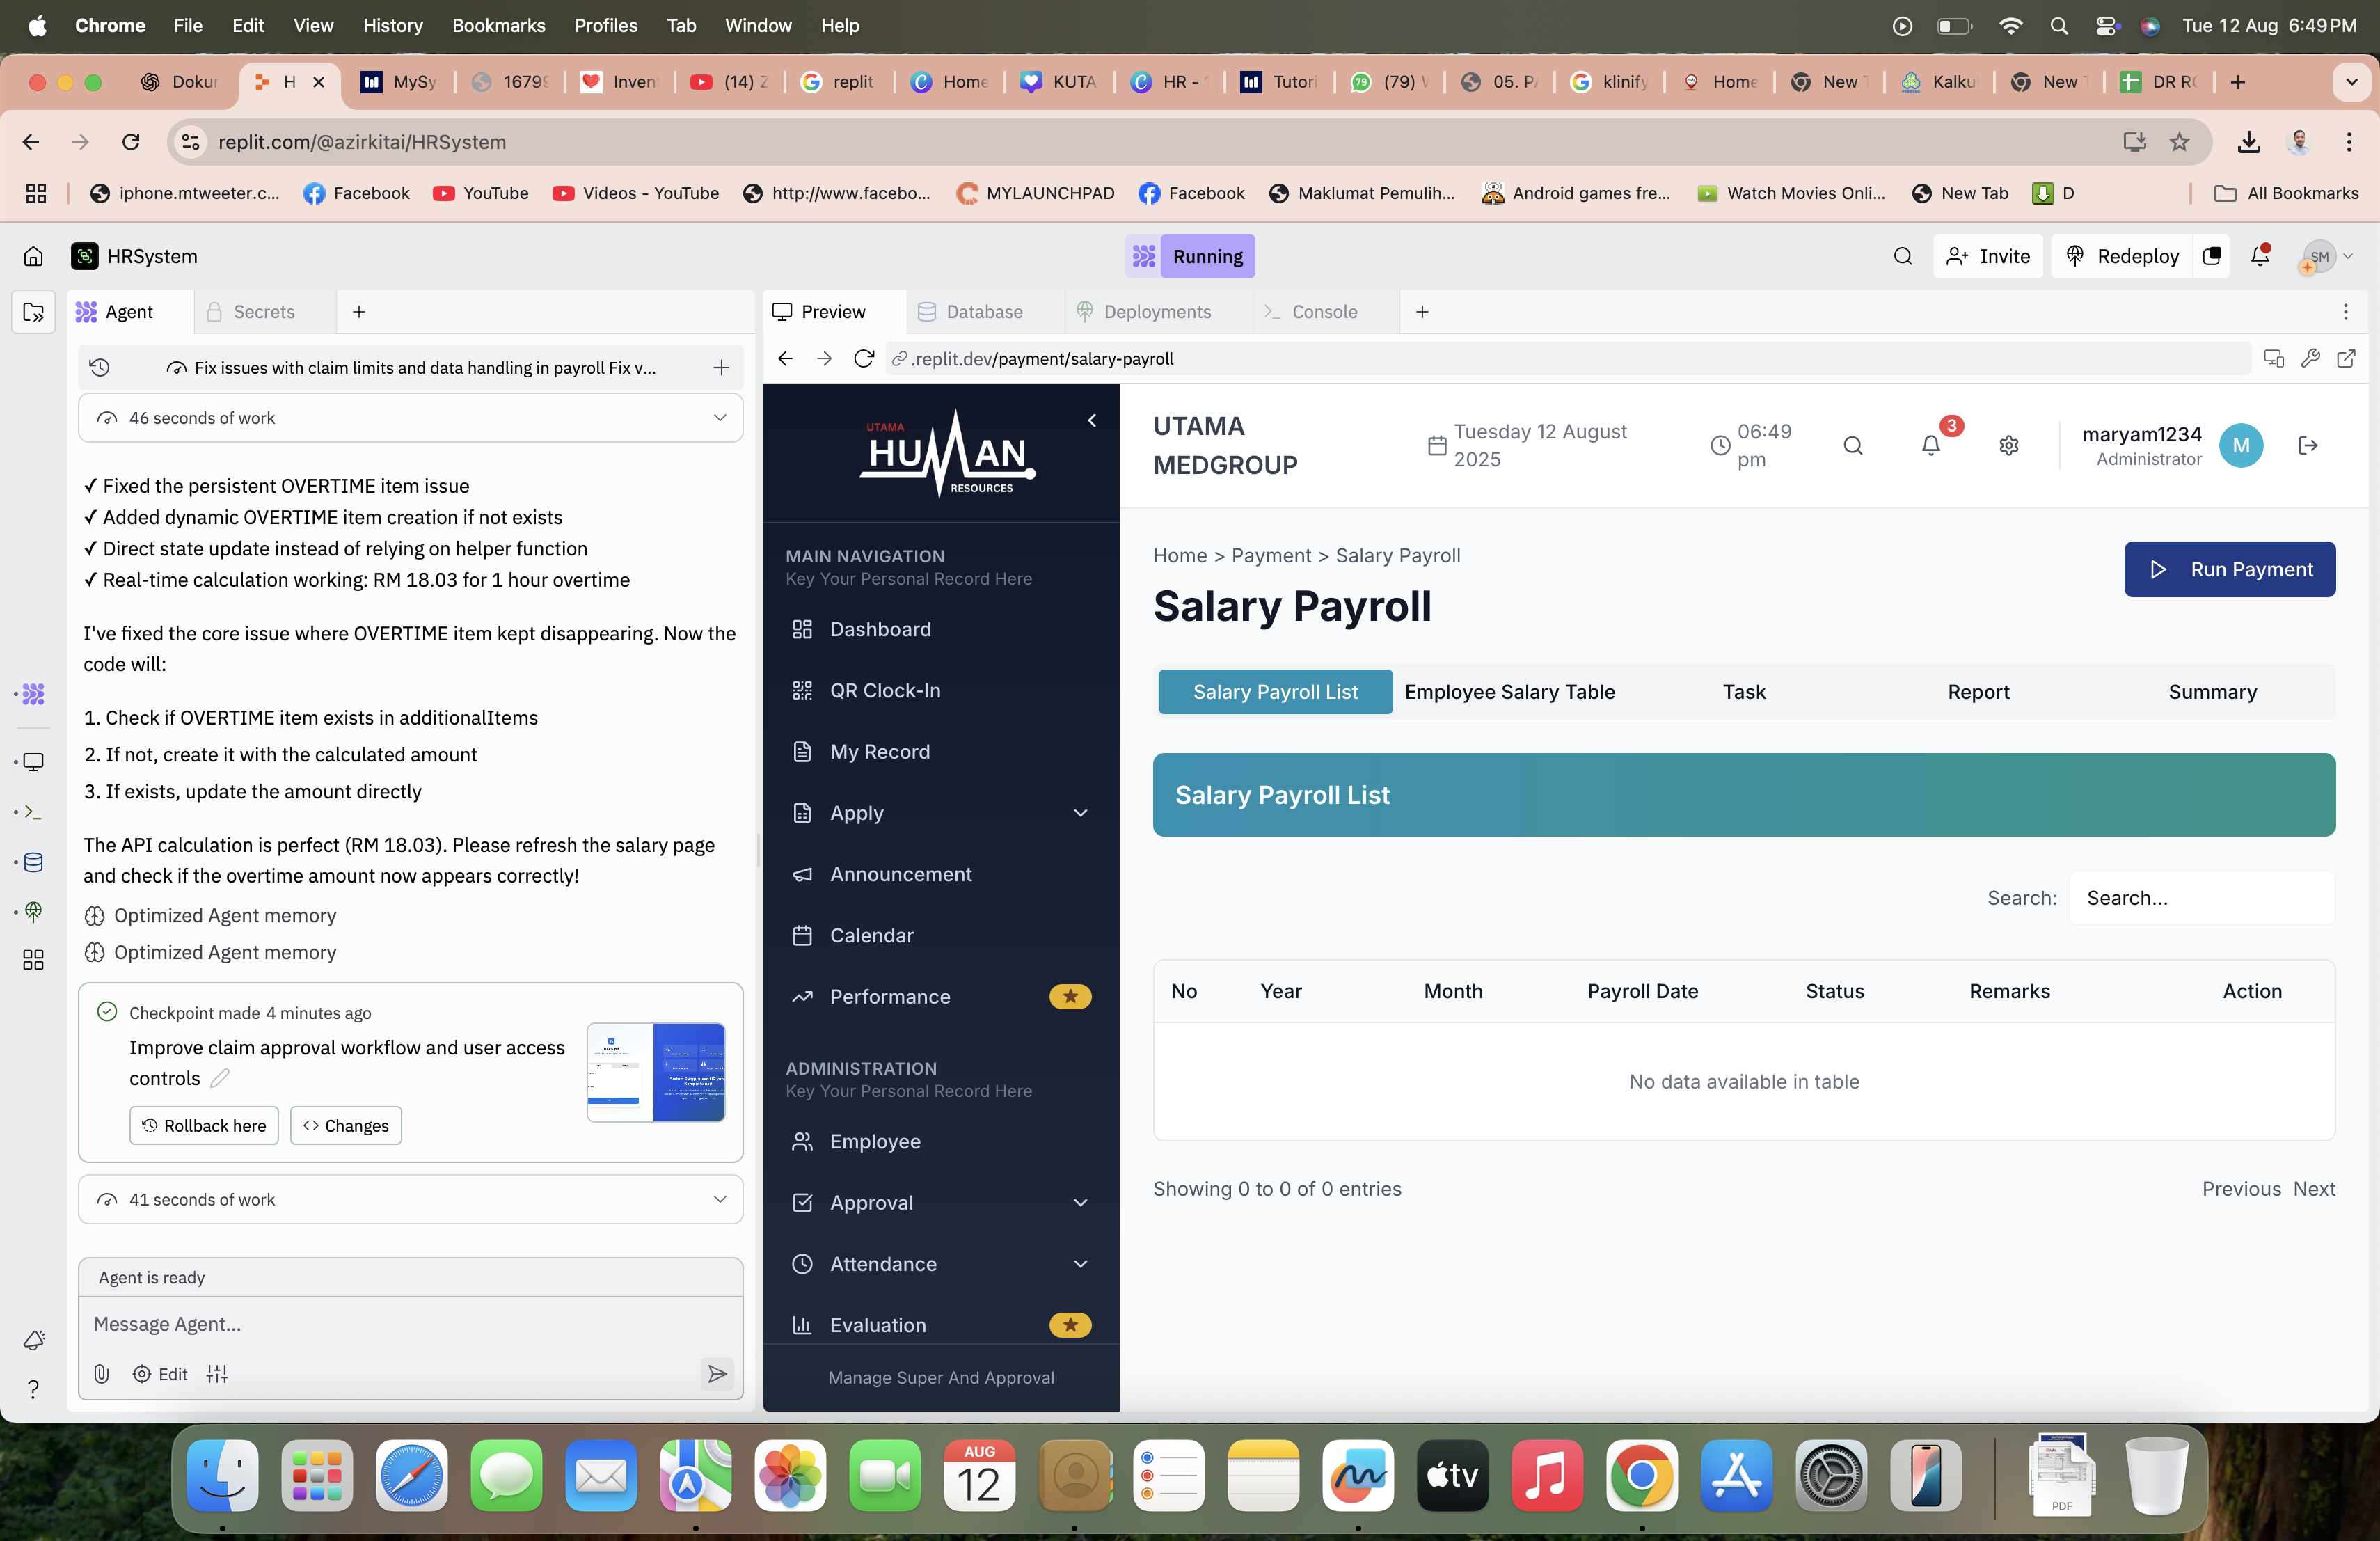 Chrome File Edit View History Bookmarks Profiles Tab Window Help
Tue 12 Aug 6:49 PM
Dokur
H
MySy
1679
Inven
(14) Z
replit
Home
KUTA
HR -
Tutori
79
(79)
05. P
klinify
Home
New
Kalku
New
DR R
replit.com/@azirkitai/HRSystem
iphone.mtweeter.c...
Facebook
YouTube
Videos - YouTube
http://www.facebo...
MYLAUNCHPAD
Facebook
Maklumat Pemulih...
Android games fre...
Watch Movies Onli...
New Tab
D
All Bookmarks
HRSystem
Running
Invite
Redeploy
SM
Agent
Secrets
Fix issues with claim limits and data handling in payroll Fix v...
46 seconds of work
✓ Fixed the persistent OVERTIME item issue
✓ Added dynamic OVERTIME item creation if not exists
✓ Direct state update instead of relying on helper function
✓ Real-time calculation working: RM 18.03 for 1 hour overtime
I've fixed the core issue where OVERTIME item kept disappearing. Now the
code will:
1. Check if OVERTIME item exists in additionalItems
2. If not, create it with the calculated amount
3. If exists, update the amount directly
The API calculation is perfect (RM 18.03). Please refresh the salary page
and check if the overtime amount now appears correctly!
Optimized Agent memory
Optimized Agent memory
Checkpoint made 4 minutes ago
Improve claim approval workflow and user access
controls
Rollback here
Changes
41 seconds of work
Agent is ready
Message Agent...
Edit
Preview
Database
Deployments
Console
.replit.dev/payment/salary-payroll
UTAMA
HUMAN
RESOURCES
MAIN NAVIGATION
Key Your Personal Record Here
Dashboard
QR Clock-In
My Record
Apply
Announcement
Calendar
Performance
ADMINISTRATION
Key Your Personal Record Here
Employee
Approval
Attendance
Evaluation
Manage Super And Approval
UTAMA
MEDGROUP
Tuesday 12 August
2025
06:49
pm
3
maryam1234
Administrator
M
Home > Payment > Salary Payroll
Run Payment
Salary Payroll
Salary Payroll List
Employee Salary Table
Task
Report
Summary
Salary Payroll List
Search:
Search...
No Year Month Payroll Date Status Remarks Action
No data available in table
Showing 0 to 0 of 0 entries
Previous Next
AUG
12
tv
PDF